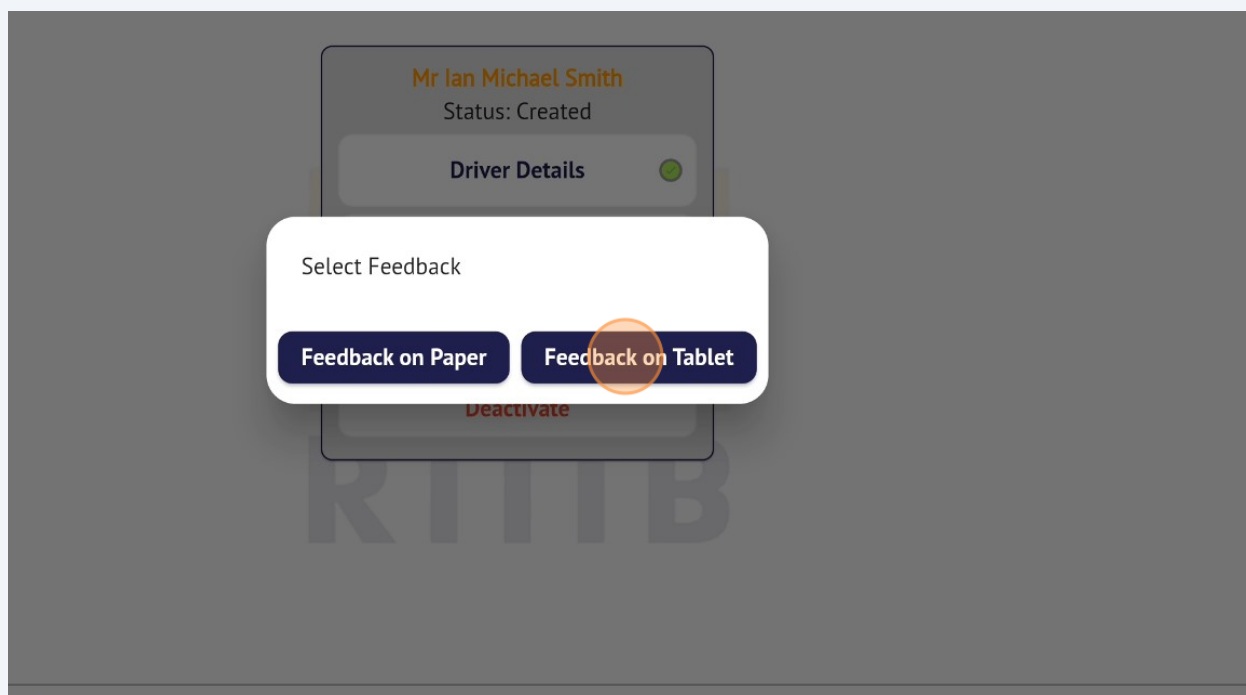 Mr Ian Michael Smith
Status: Created
Driver Details
Select Feedback
Feedback on Paper
Feedback on Tablet
Deactivate
RTITB